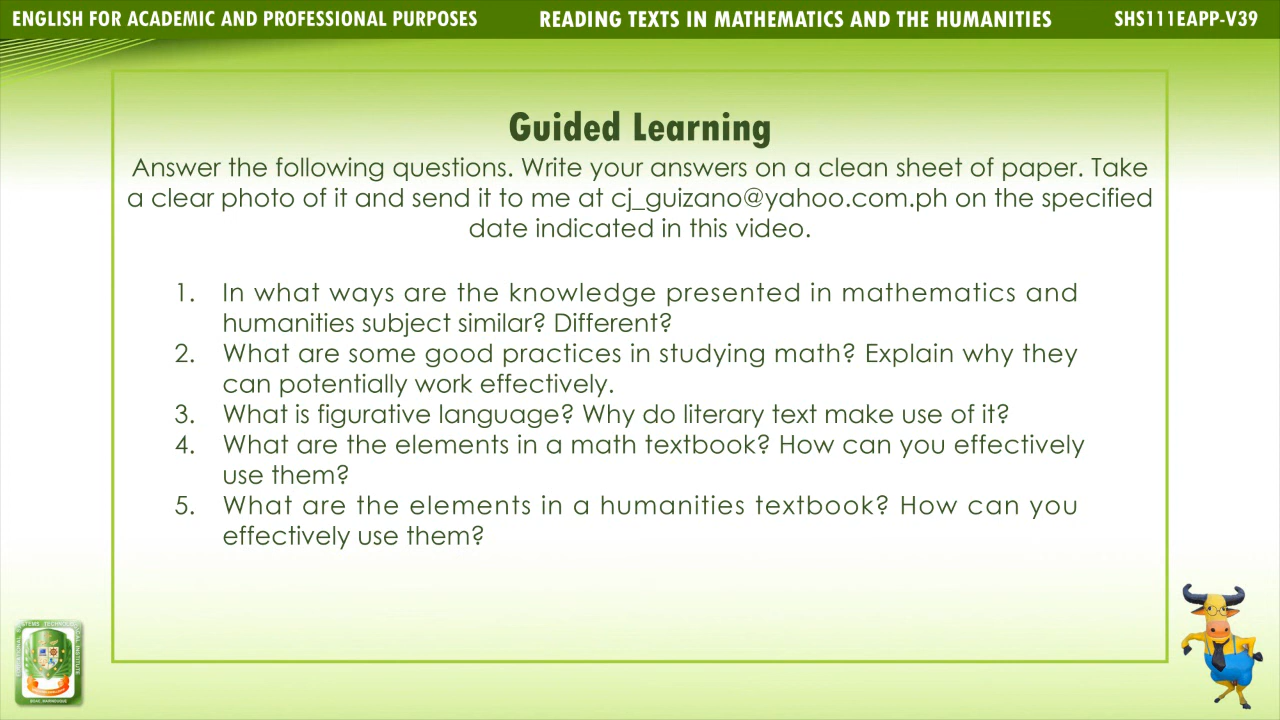 ENGLISH FOR ACADEMIC AND PROFESSIONAL PURPOSES READING TEXTS IN MATHEMATICS AND THE HUMANITIES SHS111EAPP-V39
Guided Learning
Answer the following questions. Write your answers on a clean sheet of paper. Take
a clear photo of it and send it to me at cj_guizano@yahoo.com.ph on the specified
date indicated in this video.
1. In what ways are the knowledge presented in mathematics and
humanities subject similar? Different?
2. What are some good practices in studying math? Explain why they
can potentially work effectively.
3. What is figurative language? Why do literary text make use of it?
4. What are the elements in a math textbook? How can you effectively
use them?
5. What are the elements in a humanities textbook? How can you
effectively use them?